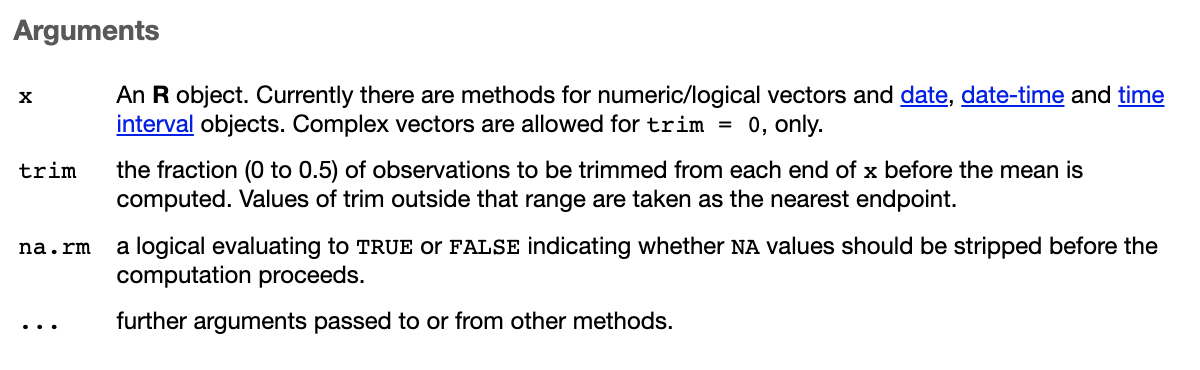 Arguments
x An R object. Currently there are methods for numeric/logical vectors and date, date-time and time
interval objects. Complex vectors are allowed for trim = 0, only.
trim the fraction (0 to 0.5) of observations to be trimmed from each end of x before the mean is
computed. Values of trim outside that range are taken as the nearest endpoint.
na.rm a logical evaluating to TRUE or FALSE indicating whether NA values should be stripped before the
computation proceeds.
... further arguments passed to or from other methods.